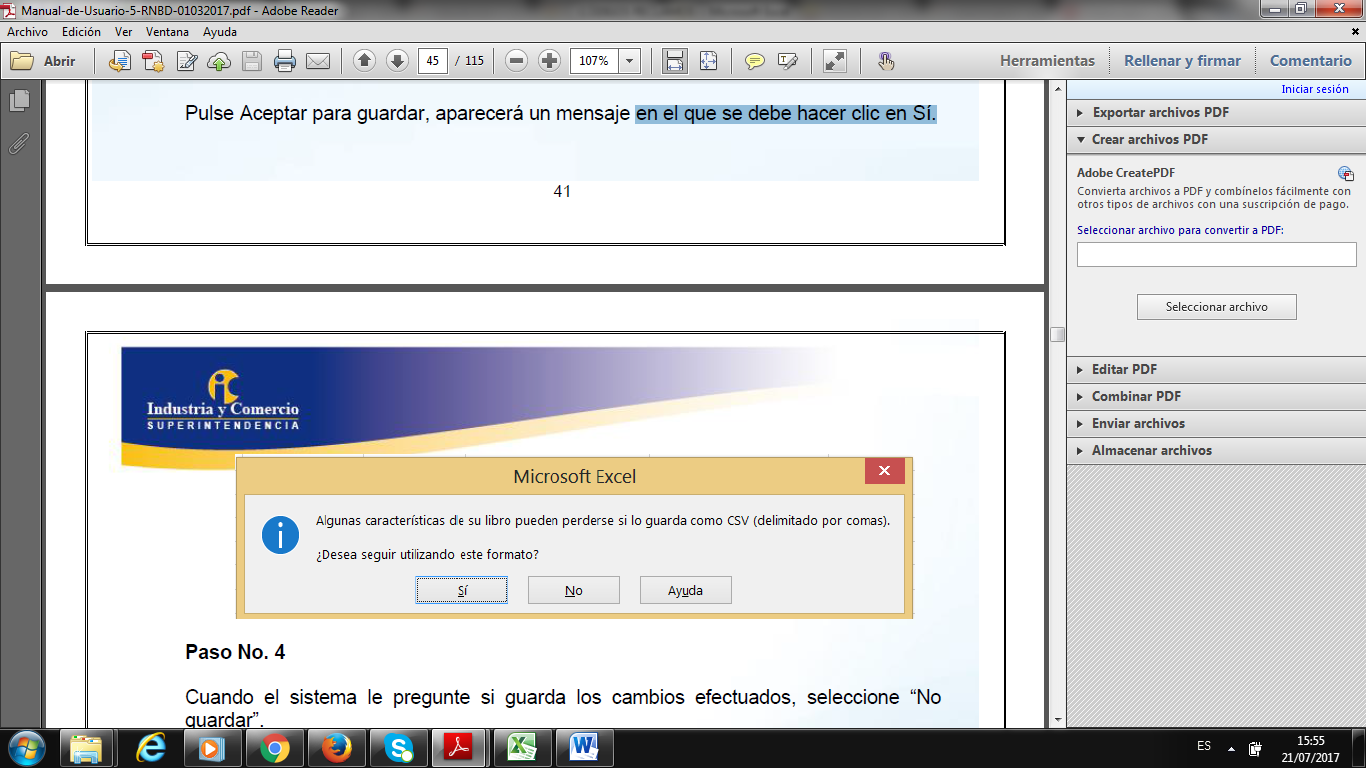 Manual-de-Usuario-5-RNBD-01032017.pdf - Adobe Reader
Archivo Edición Ver Ventana Ayuda
Abrir 45 / 115 107% Herramientas Rellenar y firmar Comentario
Iniciar sesión
Exportar archivos PDF
Crear archivos PDF
Adobe CreatePDF
Convierta archivos a PDF y combínelos fácilmente con
otros tipos de archivos con una suscripción de pago.
Seleccionar archivo para convertir a PDF:
Seleccionar archivo
Editar PDF
Combinar PDF
Enviar archivos
Almacenar archivos
Pulse Aceptar para guardar, aparecerá un mensaje en el que se debe hacer clic en Sí.
41
Industria y Comercio
SUPERINTENDENCIA
Microsoft Excel
Algunas características de su libro pueden perderse si lo guarda como CSV (delimitado por comas).
¿Desea seguir utilizando este formato?
Sí No Ayuda
Paso No. 4
Cuando el sistema le pregunte si guarda los cambios efectuados, seleccione “No
guardar”.
ES 15:55
21/07/2017